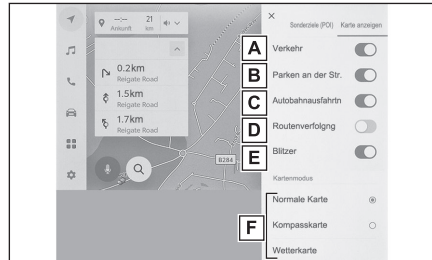 --:-- 21
Ankunft km
0.2km
Reigate Road
1.5km
Reigate Road
1.7km
Reigate Road
B284
Sonderziele (POI) Karte anzeigen
A Verkehr
B Parken an der Str.
C Autobahnausfahrtn
D Routenverfolgng
E Blitzer
Kartenmodus
F
Normale Karte
Kompasskarte
Wetterkarte